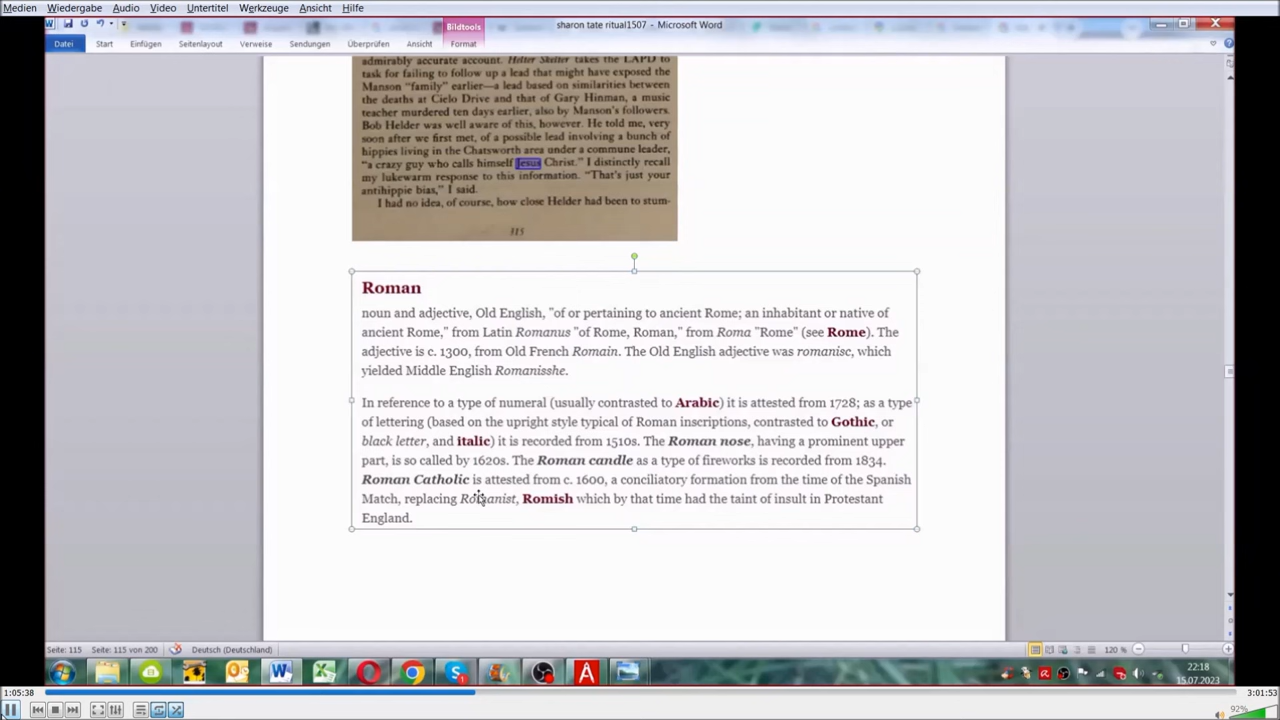 Medien Wiedergabe Audio Video Untertitel Werkzeuge Ansicht Hilfe
sharon tate ritual1507 - Microsoft Word
Bildtools
Datei Start Einfügen Seitenlayout Verweise Sendungen Überprüfen Ansicht Format
admirably accurate account. Helter Skelter takes the LAPD to
task for failing to follow up a lead that might have exposed the
Manson "family" earlier—a lead based on similarities between
the deaths at Cielo Drive and that of Gary Hinman, a music
teacher murdered ten days earlier, also by Manson's followers.
Bob Helder was well aware of this, however. He told me, very
soon after we first met, of a possible lead involving a bunch of
hippies living in the Chatsworth area under a commune leader,
"a crazy guy who calls himself Jesus Christ." I distinctly recall
my lukewarm response to this information. "That's just your
antihippie bias," I said.
I had no idea, of course, how close Helder had been to stum-
315
Roman
noun and adjective, Old English, "of or pertaining to ancient Rome; an inhabitant or native of
ancient Rome," from Latin Romanus "of Rome, Roman," from Roma "Rome" (see Rome). The
adjective is c. 1300, from Old French Romain. The Old English adjective was romanisc, which
yielded Middle English Romanisshe.
In reference to a type of numeral (usually contrasted to Arabic) it is attested from 1728; as a type
of lettering (based on the upright style typical of Roman inscriptions, contrasted to Gothic, or
black letter, and italic) it is recorded from 1510s. The Roman nose, having a prominent upper
part, is so called by 1620s. The Roman candle as a type of fireworks is recorded from 1834.
Roman Catholic is attested from c. 1600, a conciliatory formation from the time of the Spanish
Match, replacing Romanist, Romish which by that time had the taint of insult in Protestant
England.
Seite: 115 Seite: 115 von 200 Deutsch (Deutschland) 120 %
22:18
15.07.2023
1:05:38 3:01:53
92%